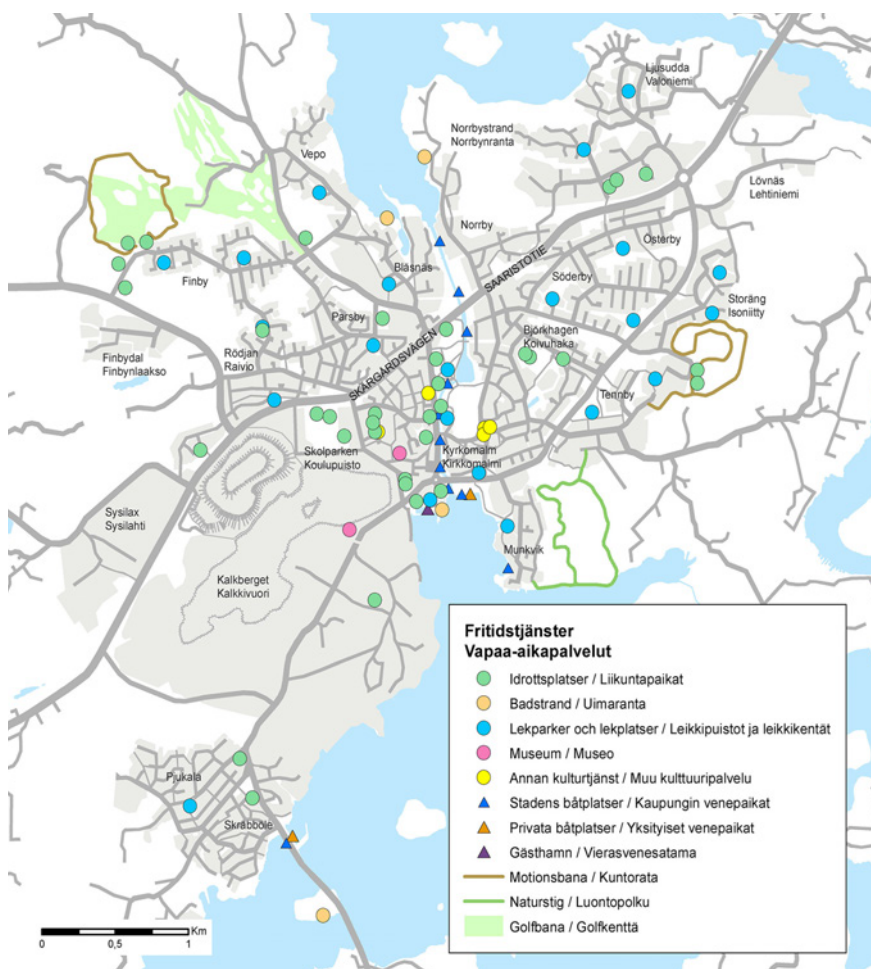 Ljusudda
Valoniemi
Norrbystrand
Norrbynranta
Vepo
Lövnäs
Lehtiniemi
Norrby
Österby
SAARISTOTIE
Bläsnäs
Söderby
Finby
Storäng
Isoniitty
Pärsby
Björkhagen
Koivuhaka
Finbydal
Finbynlaakso
Rödjan
Raivio
SKÄRGÅRDSVÄGEN
Tennby
Skolparken
Koulupuisto
Kyrkomalm
Kirkkomalmi
Sysilax
Sysilahti
Munkvik
Kalkberget
Kalkkivuori
Fritidstjänster
Vapaa-aikapalvelut
Idrottsplatser / Liikuntapaikat
Badstrand / Uimaranta
Lekparker och lekplatser / Leikkipuistot ja leikkikentät
Museum / Museo
Annan kulturtjänst / Muu kulttuuripalvelu
Stadens båtplatser / Kaupungin venepaikat
Privata båtplatser / Yksityiset venepaikat
Gästhamn / Vierasvenesatama
Motionsbana / Kuntorata
Naturstig / Luontopolku
Golfbana / Golfkenttä
Pjukala
Skräbböle
Km
0 0,5 1